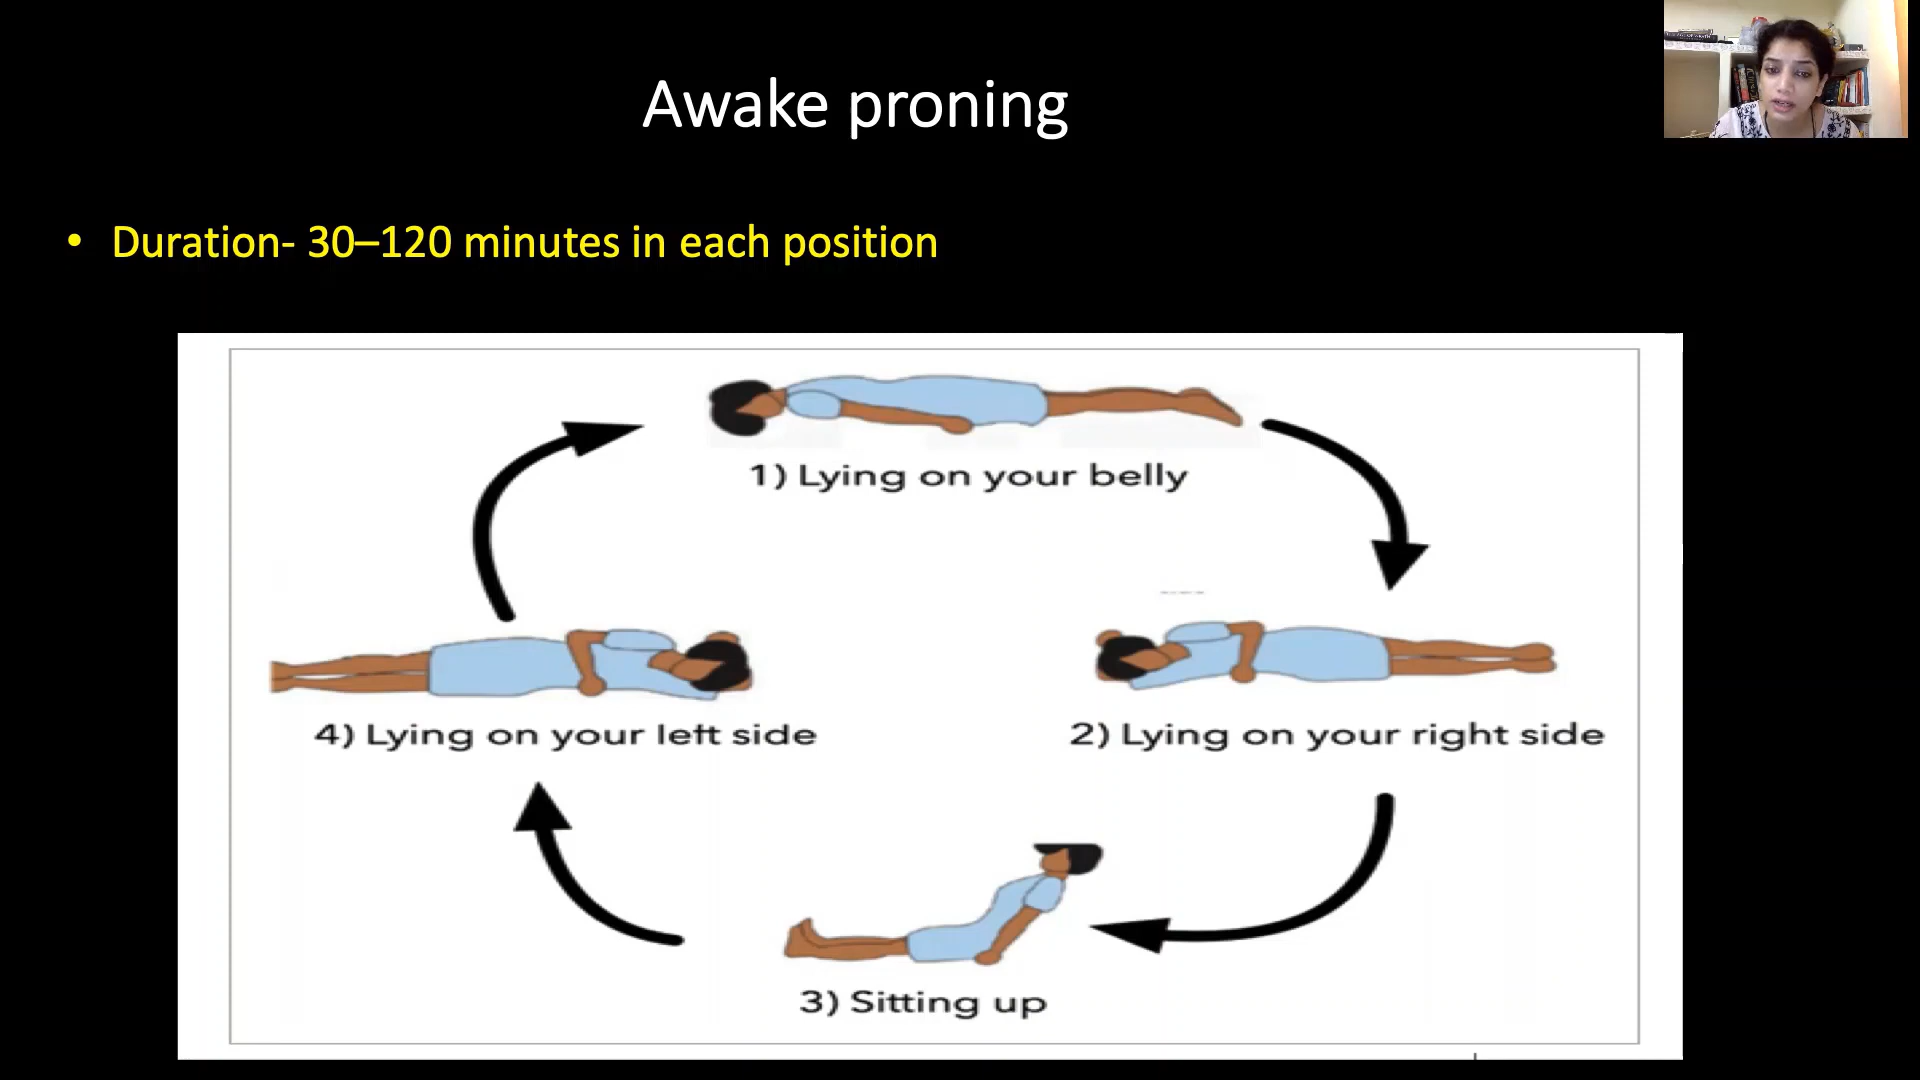 Awake proning
• Duration- 30–120 minutes in each position
1) Lying on your belly
4) Lying on your left side
2) Lying on your right side
3) Sitting up